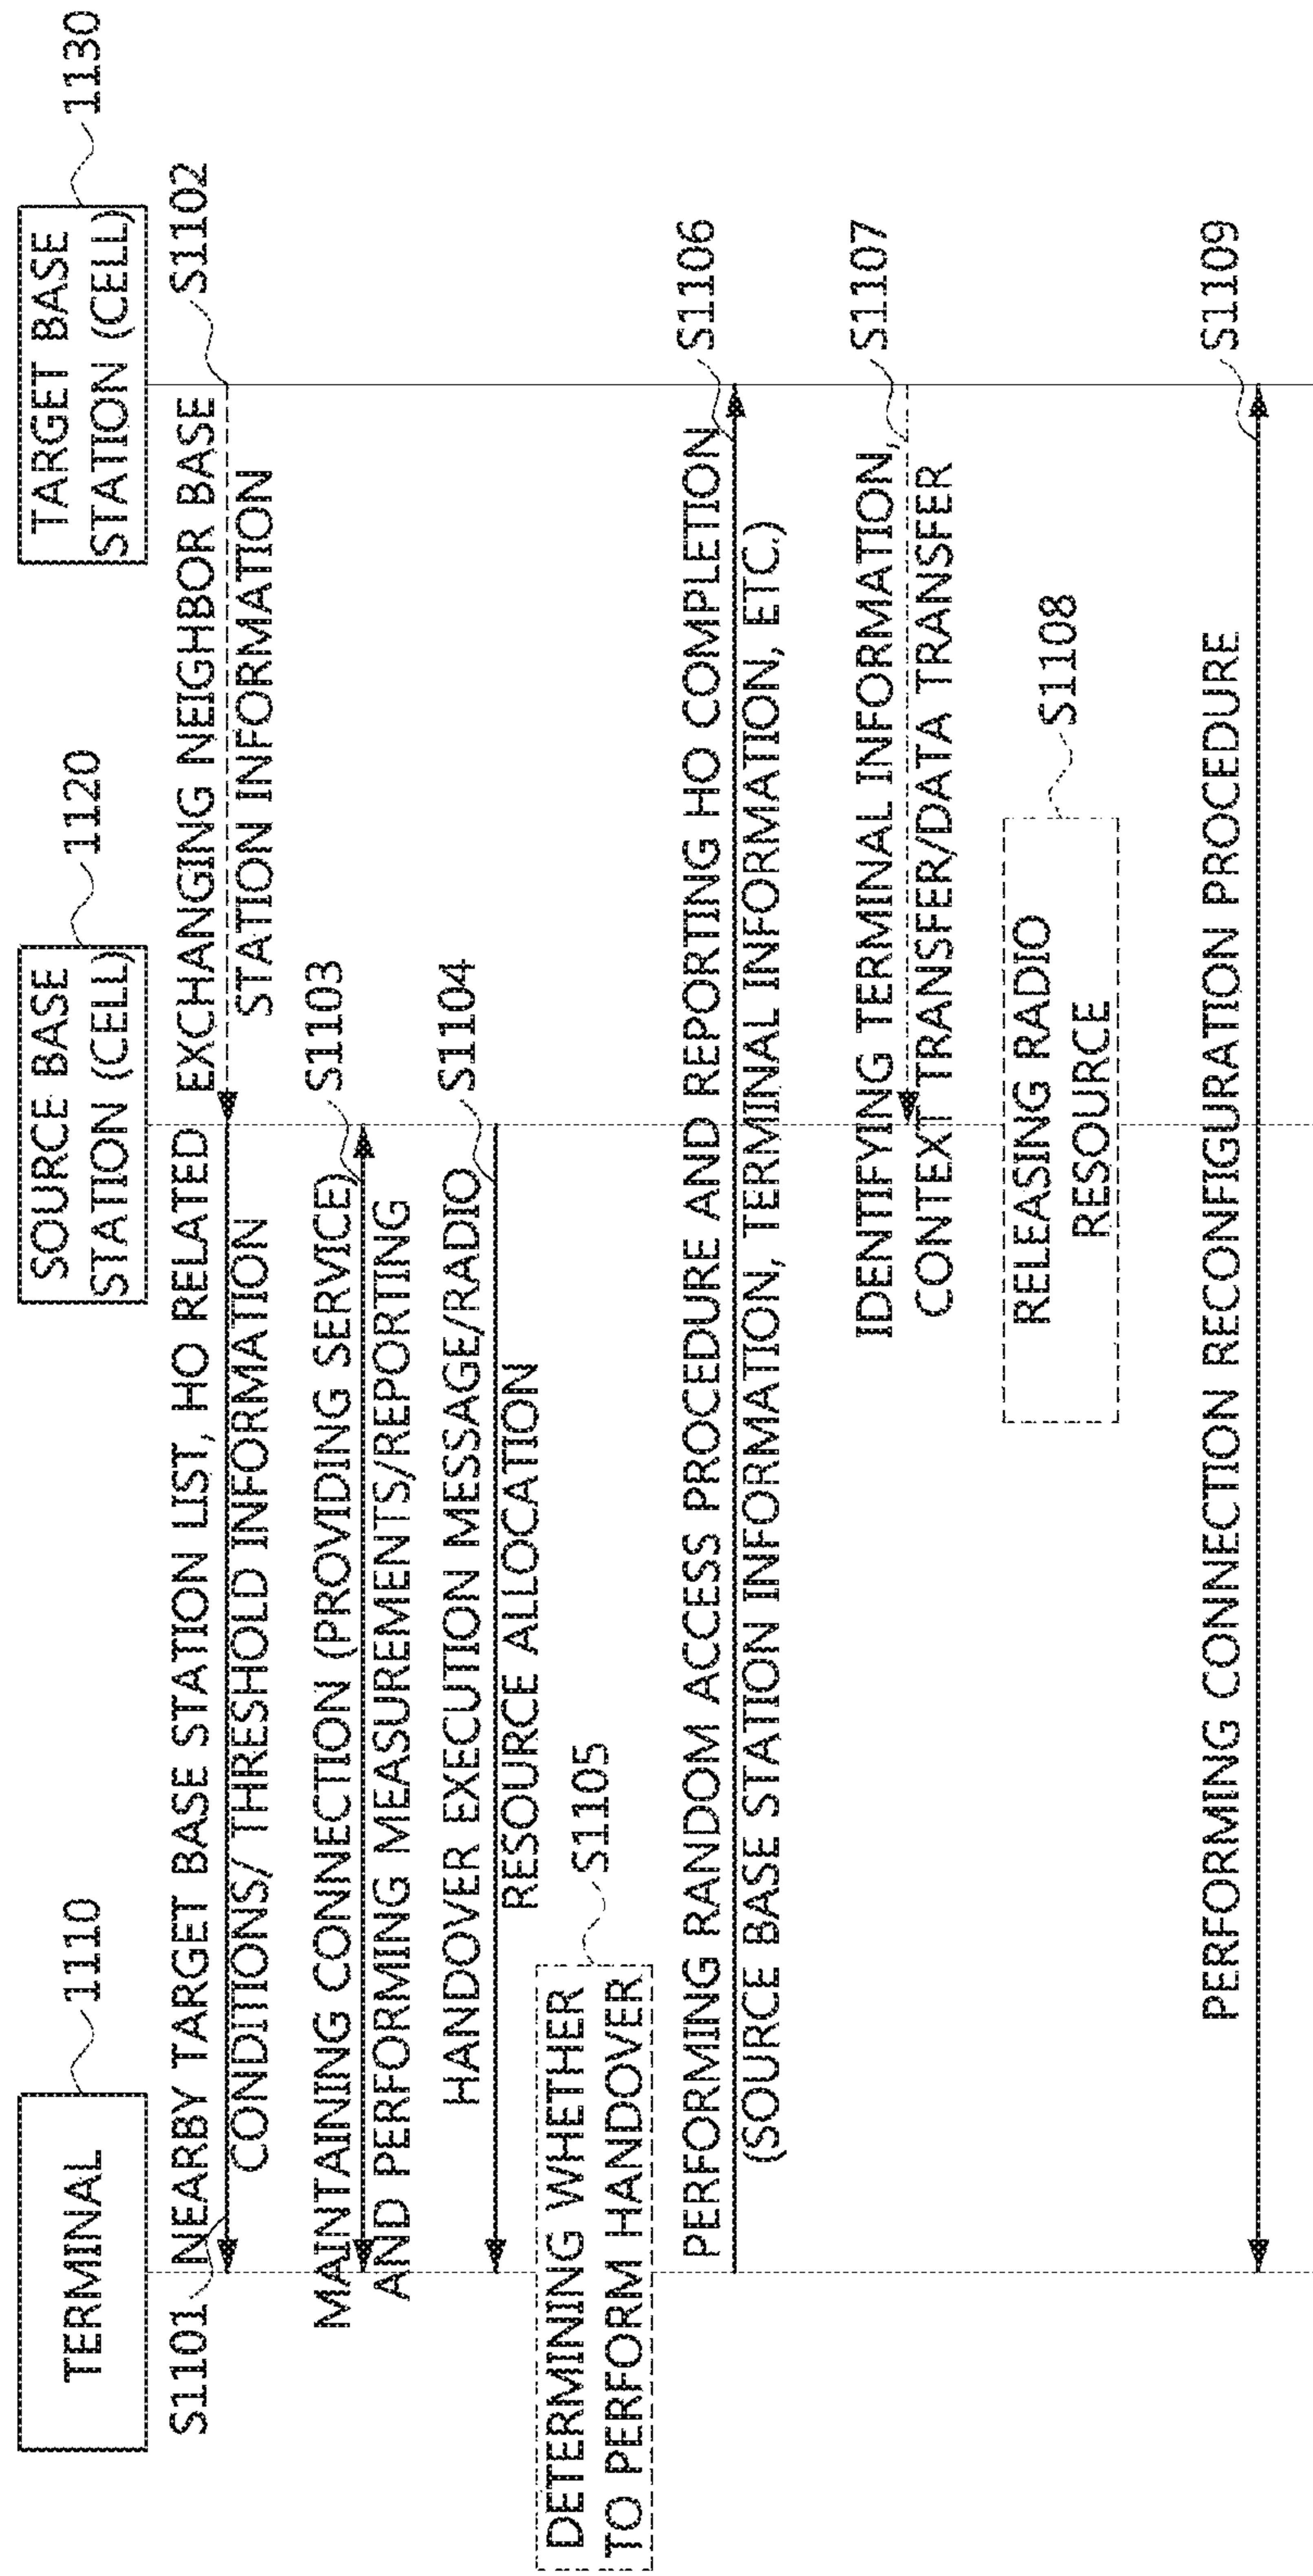 TERMINAL
1110
SOURCE BASE
STATION (CELL)
1120
TARGET BASE
STATION (CELL)
1130
S1101
NEARBY TARGET BASE STATION LIST, HO RELATED
CONDITIONS/ THRESHOLD INFORMATION
EXCHANGING NEIGHBOR BASE
STATION INFORMATION
S1102
MAINTAINING CONNECTION (PROVIDING SERVICE)
AND PERFORMING MEASUREMENTS/REPORTING
S1103
HANDOVER EXECUTION MESSAGE/RADIO
RESOURCE ALLOCATION
S1104
DETERMINING WHETHER
TO PERFORM HANDOVER
S1105
PERFORMING RANDOM ACCESS PROCEDURE AND REPORTING HO COMPLETION
(SOURCE BASE STATION INFORMATION, TERMINAL INFORMATION, ETC.)
S1106
IDENTIFYING TERMINAL INFORMATION,
CONTEXT TRANSFER/DATA TRANSFER
S1107
RELEASING RADIO
RESOURCE
S1108
PERFORMING CONNECTION RECONFIGURATION PROCEDURE
S1109